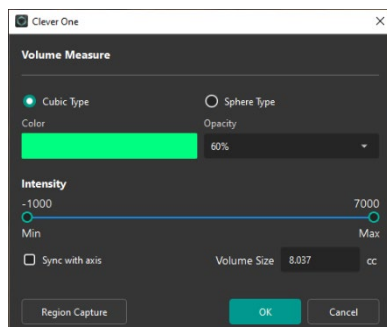 Clever One
Volume Measure
Cubic Type Sphere Type
Color Opacity
60%
Intensity
-1000 7000
Min Max
Sync with axis Volume Size 8.037 cc
Region Capture OK Cancel